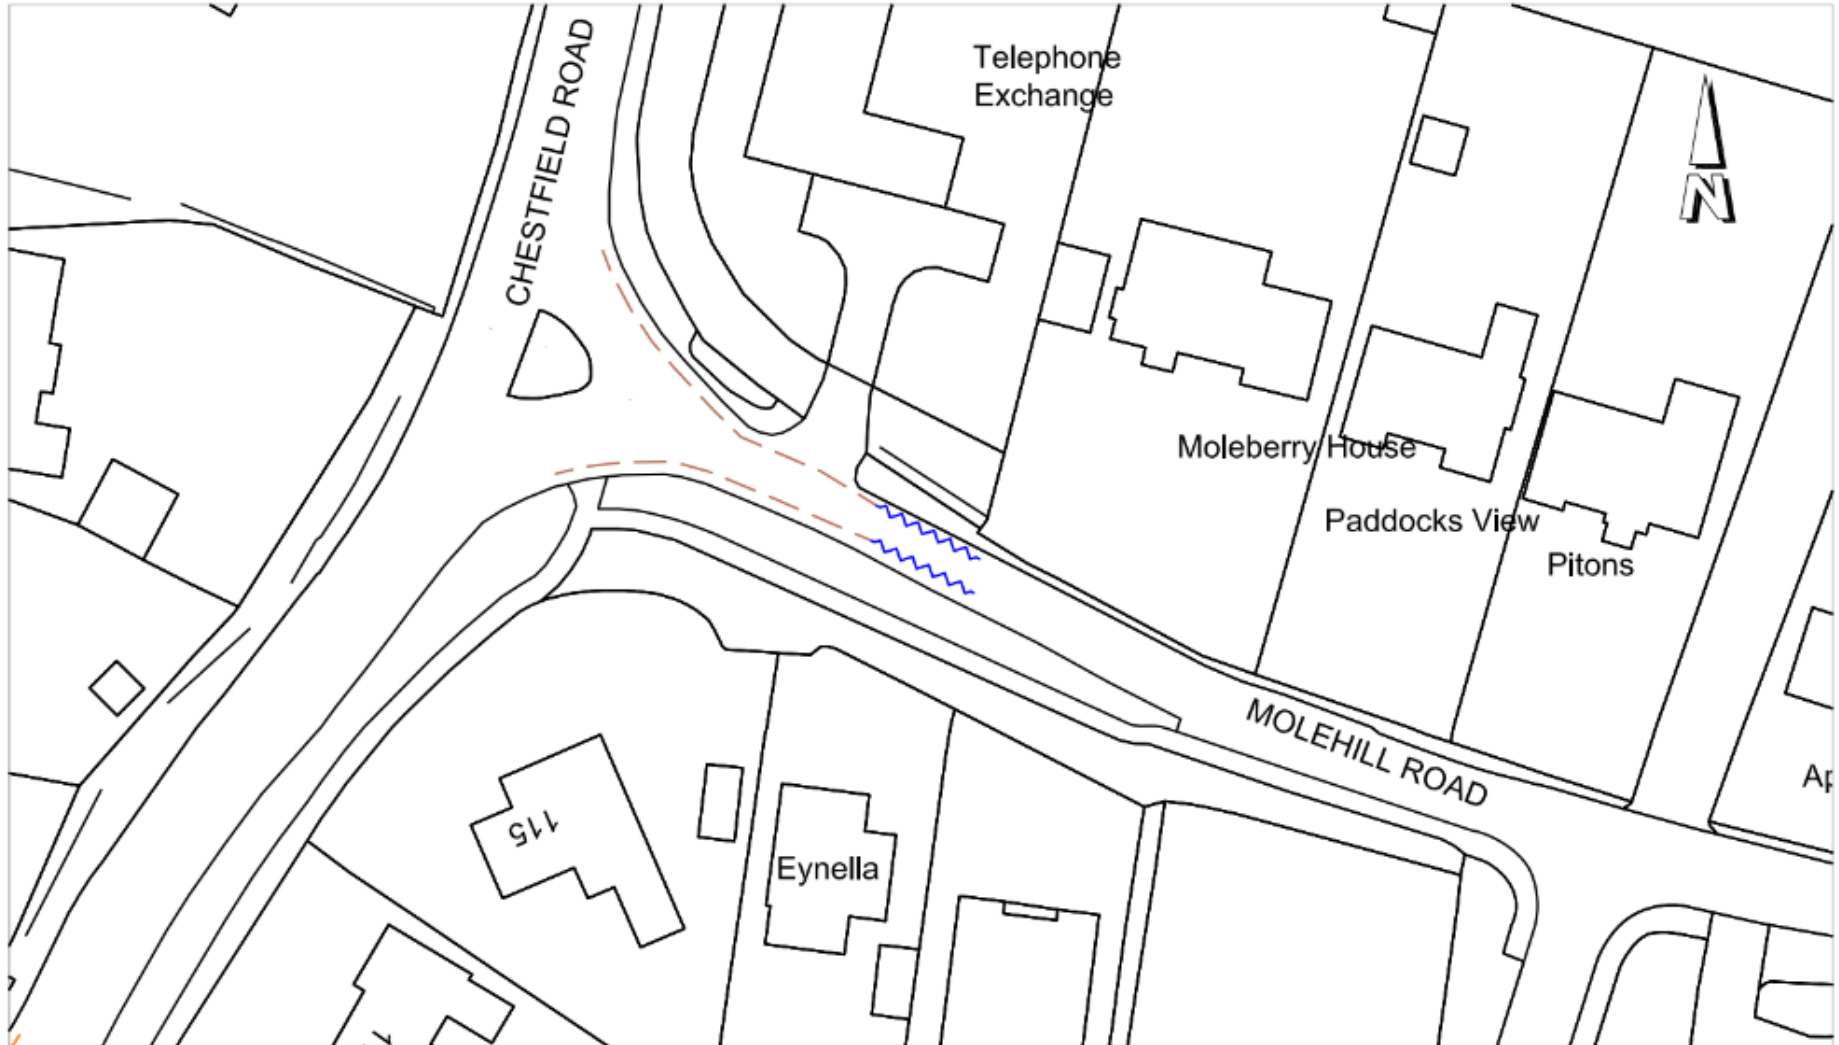 Telephone
Exchange
CHESTFIELD ROAD
N
Moleberry House
Paddocks View
Pitons
MOLEHILL ROAD
115
Eynella